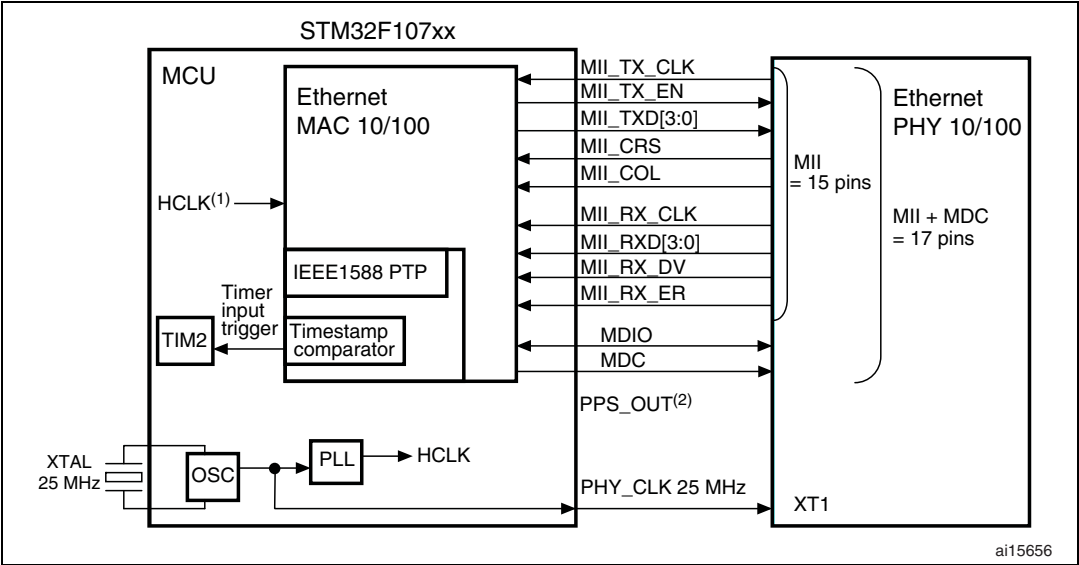 STM32F107xx
MCU
Ethernet
MAC 10/100
HCLK(1)
IEEE1588 PTP
Timer
input
trigger
TIM2
Timestamp
comparator
XTAL
25 MHz
OSC
PLL
HCLK
MII_TX_CLK
MII_TX_EN
MII_TXD[3:0]
MII_CRS
MII_COL
MII_RX_CLK
MII_RXD[3:0]
MII_RX_DV
MII_RX_ER
MDIO
MDC
PPS_OUT(2)
PHY_CLK 25 MHz
MII
= 15 pins
Ethernet
PHY 10/100
MII + MDC
= 17 pins
XT1
ai15656